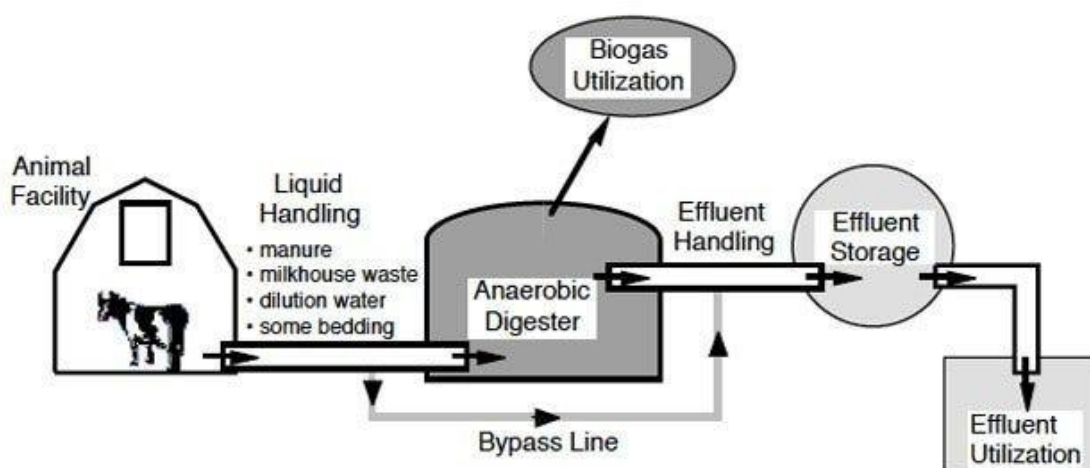 Biogas
Utilization
Animal
Facility
Liquid
Handling
• manure
• milkhouse waste
• dilution water
• some bedding
Anaerobic
Digester
Effluent
Handling
Effluent
Storage
Bypass Line
Effluent
Utilization